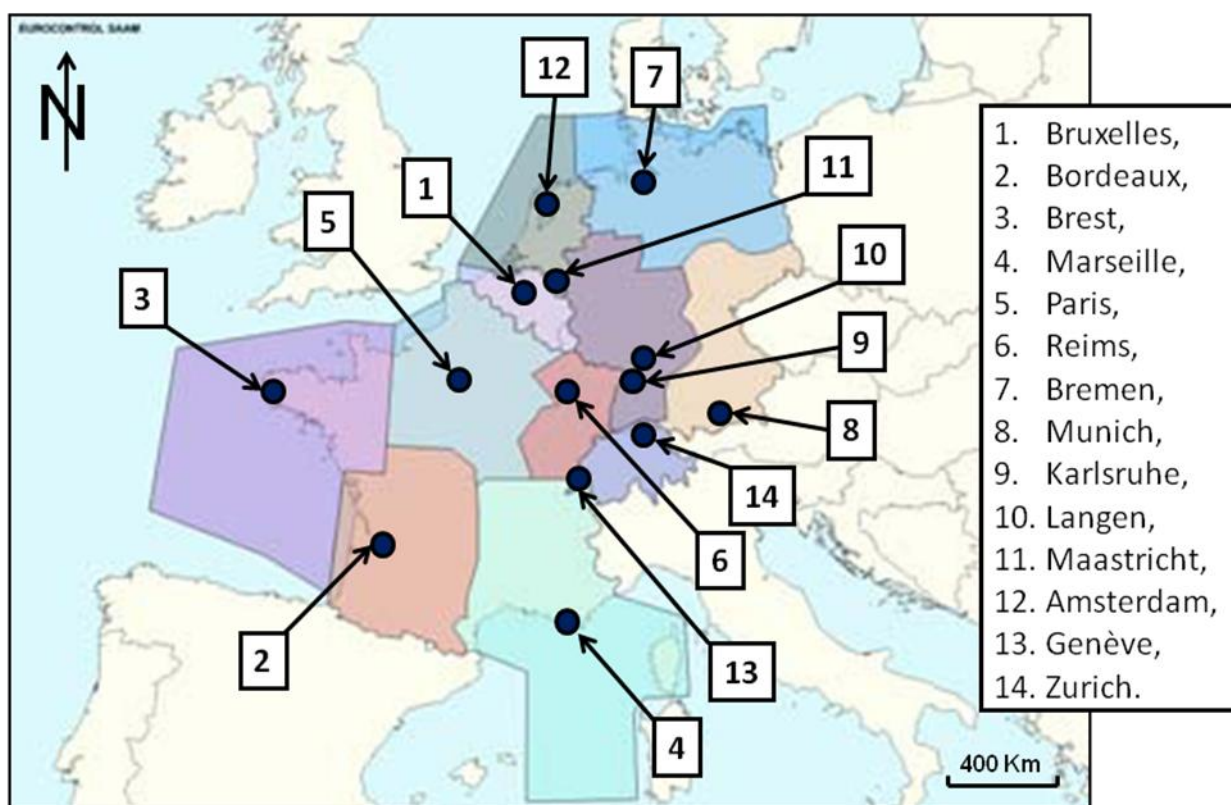 EUROCONTROL SAAM
N
12
7
11
1
5
10
3
9
8
14
6
2
13
4
1. Bruxelles,
2. Bordeaux,
3. Brest,
4. Marseille,
5. Paris,
6. Reims,
7. Bremen,
8. Munich,
9. Karlsruhe,
10. Langen,
11. Maastricht,
12. Amsterdam,
13. Genève,
14. Zurich.
400 Km